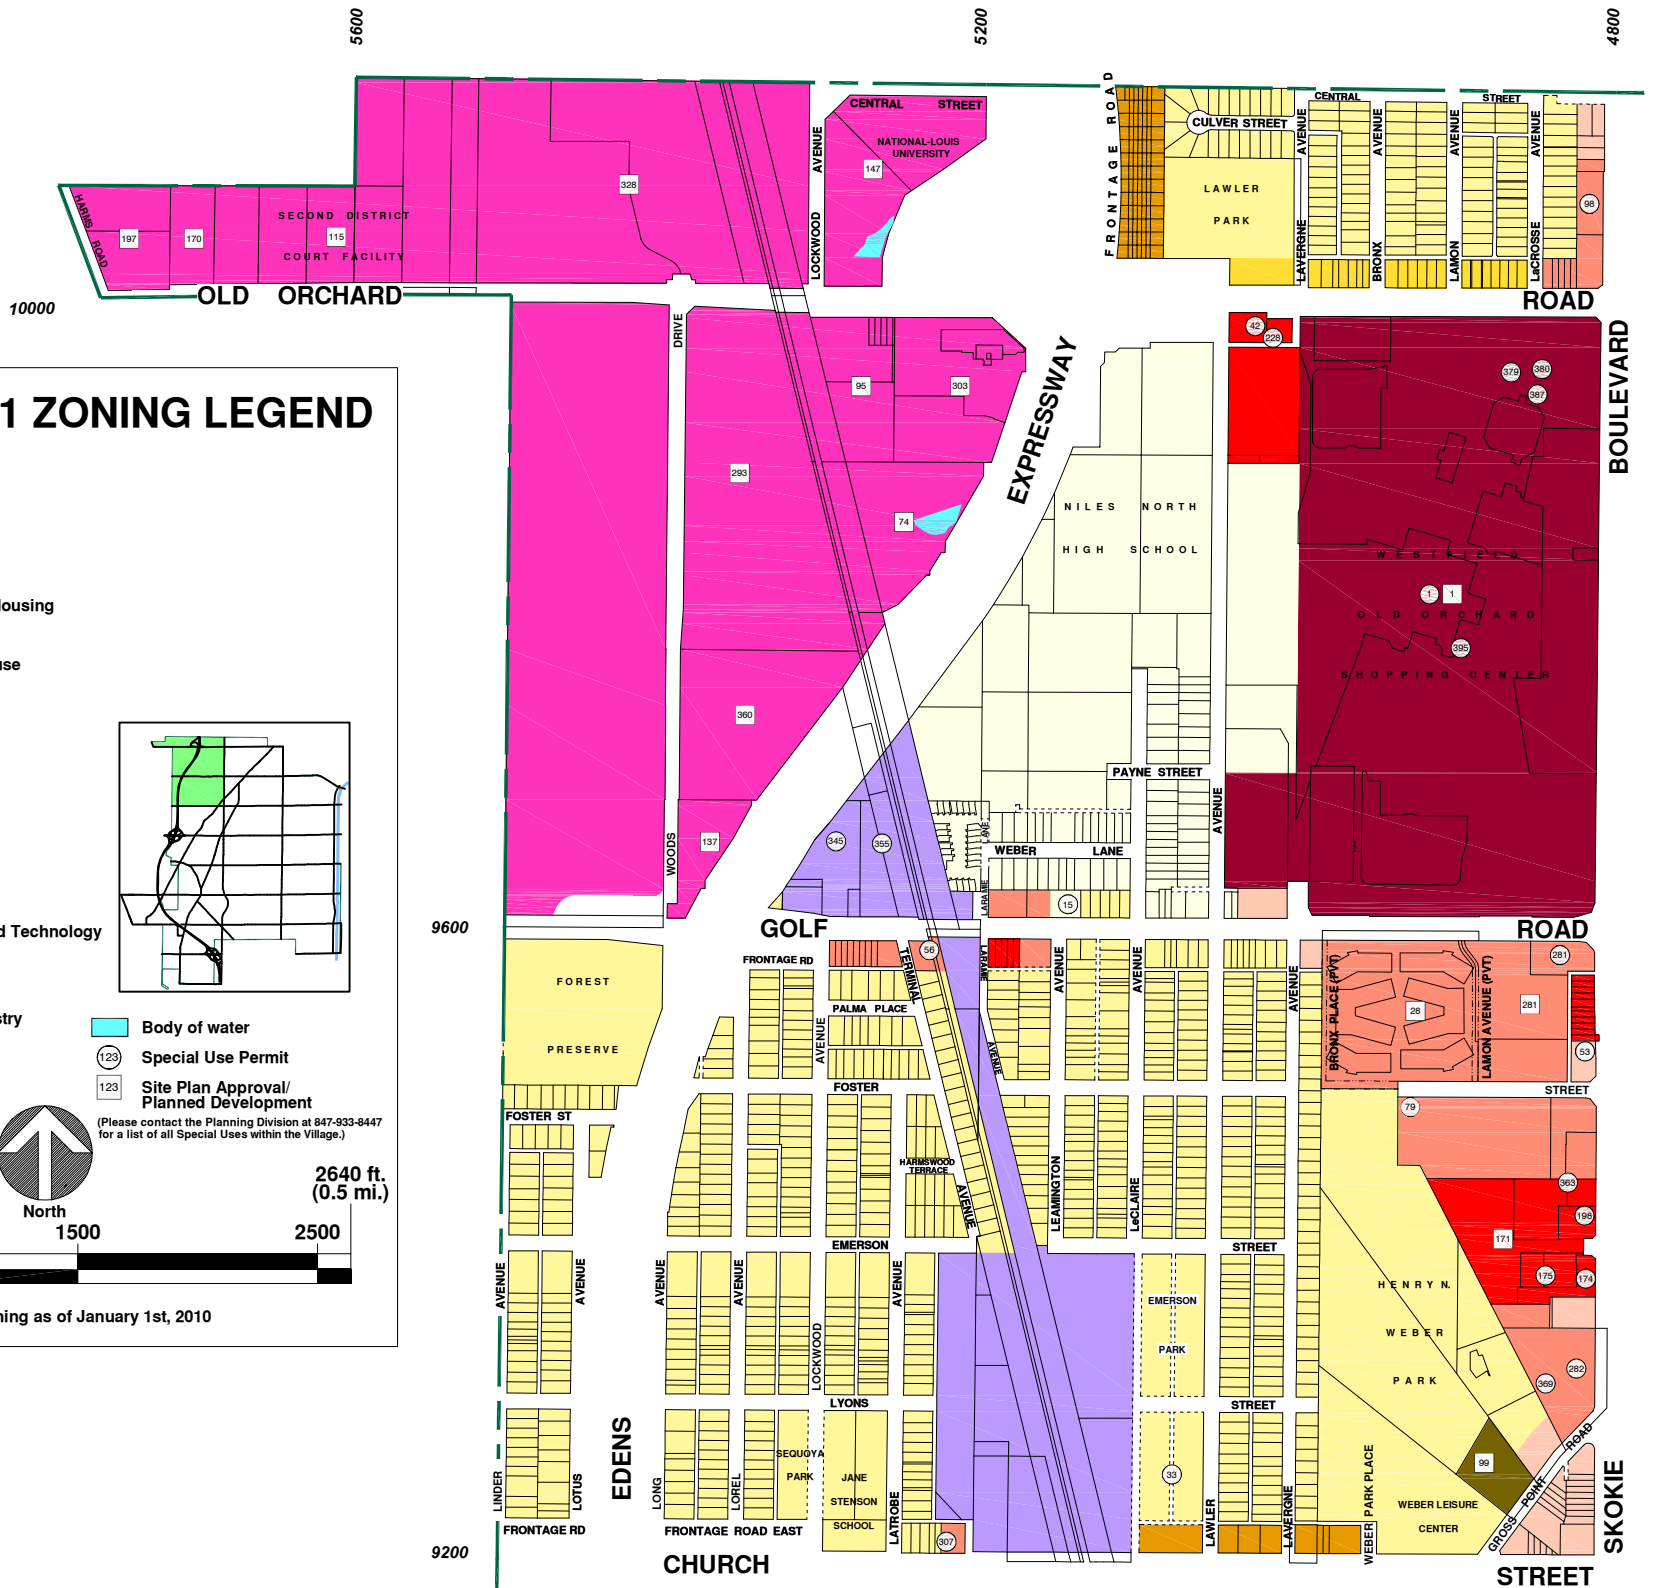 5600
5200
4800
CENTRAL STREET
NATIONAL-LOUIS
UNIVERSITY
147
AVENUE
LOCKWOOD
328
SECOND DISTRICT
COURT FACILITY
197
170
115
HARMS
ROAD
OLD ORCHARD
10000
FRONTAGE ROAD
CULVER STREET
LAWLER
PARK
CENTRAL
STREET
AVENUE
AVENUE
AVENUE
AVENUE
LAVERGNE
BRONX
LAMON
LaCROSSE
98
ROAD
BOULEVARD
42
228
379
380
387
DRIVE
95
303
293
74
360
137
WOODS
EXPRESSWAY
NILES NORTH
HIGH SCHOOL
WESTFIELD
1
1
OLD ORCHARD
395
SHOPPING CENTER
PAYNE STREET
AVENUE
345
355
LANE
WEBER LANE
LARAMIE
15
1 ZONING LEGEND
Housing
use
d Technology
stry
Body of water
123
Special Use Permit
123
Site Plan Approval/
Planned Development
(Please contact the Planning Division at 847-933-8447
for a list of all Special Uses within the Village.)
2640 ft.
(0.5 mi.)
North
1500
2500
ning as of January 1st, 2010
9600
GOLF
ROAD
FOREST
PRESERVE
FRONTAGE RD
56
TERMINAL
LARAMIE
PALMA PLACE
AVENUE
AVENUE
AVENUE
AVENUE
AVENUE
BRONX PLACE (PVT)
28
LAMON AVENUE (PVT)
281
281
53
FOSTER
STREET
FOSTER ST
79
HARMSWOOD
TERRACE
AVENUE
LEAMINGTON
LeCLAIRE
363
198
171
175
174
EMERSON
STREET
AVENUE
AVENUE
AVENUE
AVENUE
AVENUE
LOCKWOOD
EMERSON
PARK
HENRY N.
WEBER
PARK
282
369
LYONS
STREET
EDENS
SEQUOYA
PARK
JANE
STENSON
SCHOOL
LINDER
LOTUS
LONG
LOREL
LATROBE
33
99
WEBER LEISURE
CENTER
WEBER PARK PLACE
GROSS POINT ROAD
LAWLER
LAVERGNE
SKOKIE
FRONTAGE RD
FRONTAGE ROAD EAST
307
9200
CHURCH
STREET